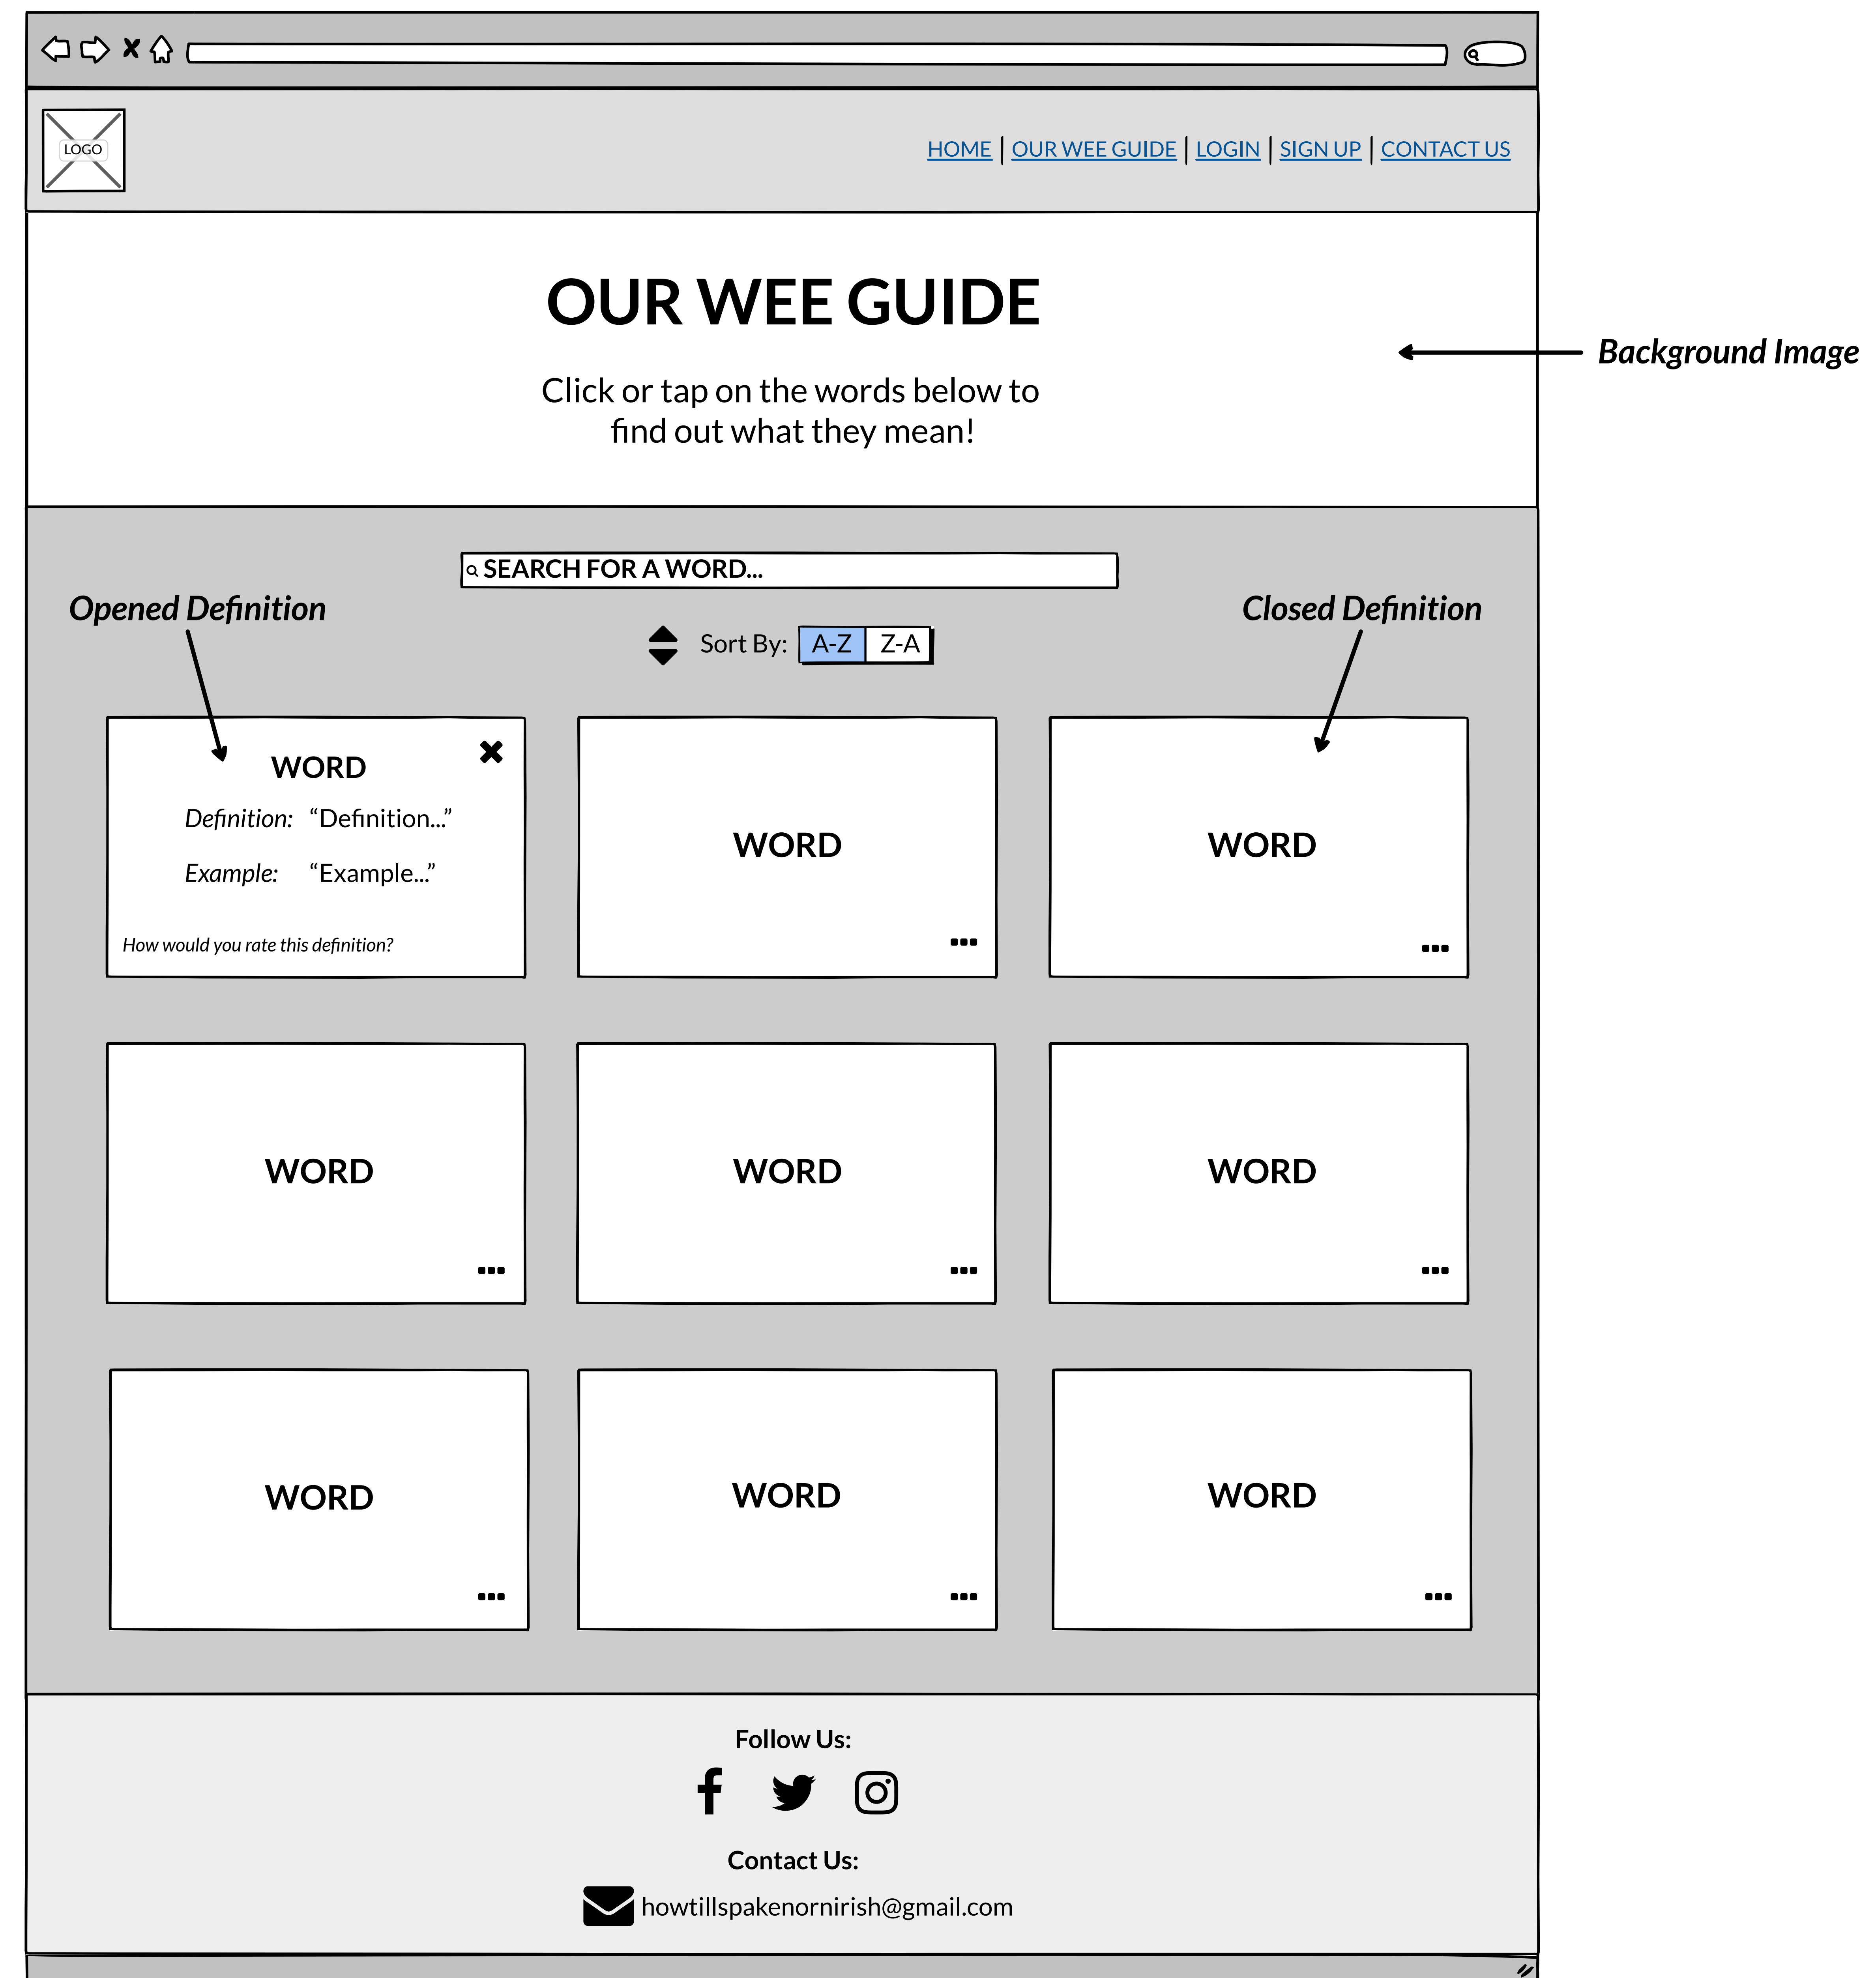 LOGO
HOME | OUR WEE GUIDE | LOGIN | SIGN UP | CONTACT US
OUR WEE GUIDE
Background Image
Click or tap on the words below to
find out what they mean!
SEARCH FOR A WORD...
Opened Definition
Closed Definition
Sort By: A-Z Z-A
WORD
Definition: “Definition...”
Example: “Example...”
How would you rate this definition?
WORD
WORD
WORD
WORD
WORD
WORD
WORD
WORD
Follow Us:
Contact Us:
howtillspakenornirish@gmail.com